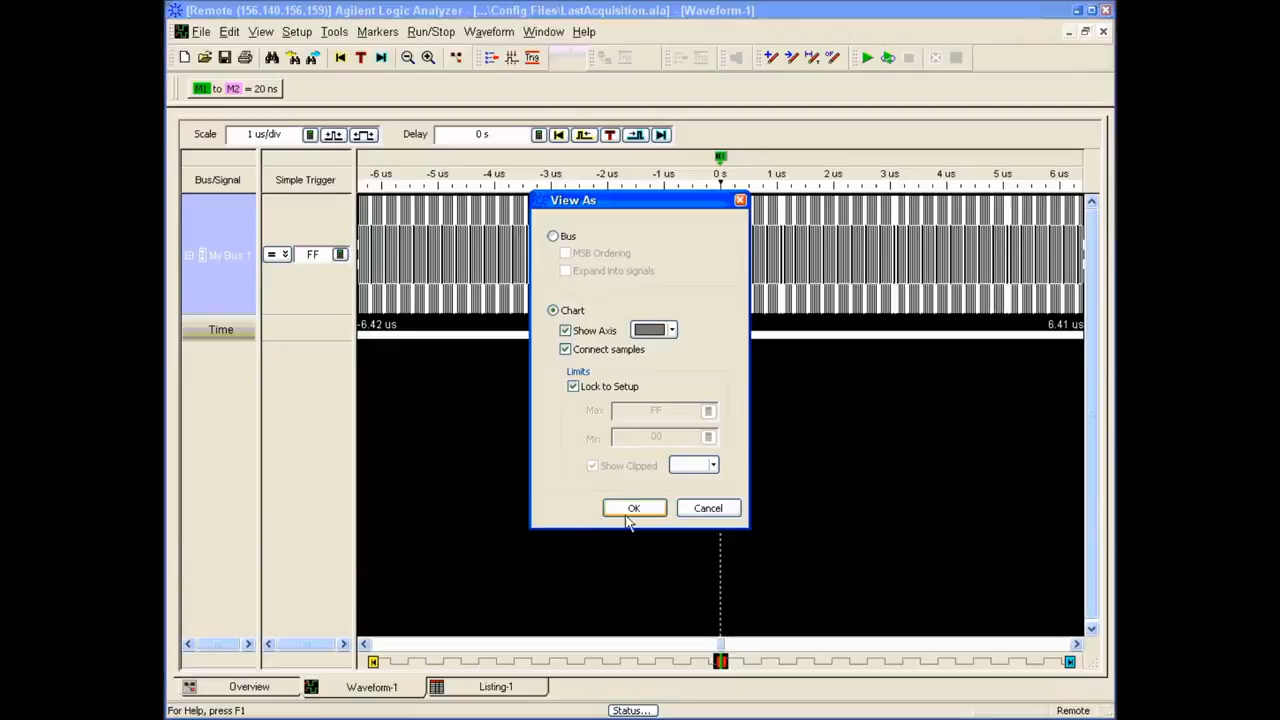 [Remote (156.140.156.159)] Agilent Logic Analyzer - [...\Config Files\LastAcquisition.ala] - [Waveform-1]
File Edit View Setup Tools Markers Run/Stop Waveform Window Help
Trig Trig
M1 to M2 = 20 ns
Scale 1 us/div Delay 0 s
M1
Bus/Signal Simple Trigger -6 us -5 us -4 us -3 us -2 us -1 us 0 s 1 us 2 us 3 us 4 us 5 us 6 us
View As
Bus
MSB Ordering
Expand into signals
My Bus 1 = FF
Chart
Show Axis
Connect samples
Limits
Lock to Setup
Max FF
Min 00
Show Clipped
OK Cancel
Time -6.42 us 6.41 us
Overview Waveform-1 Listing-1
For Help, press F1 Status... Remote